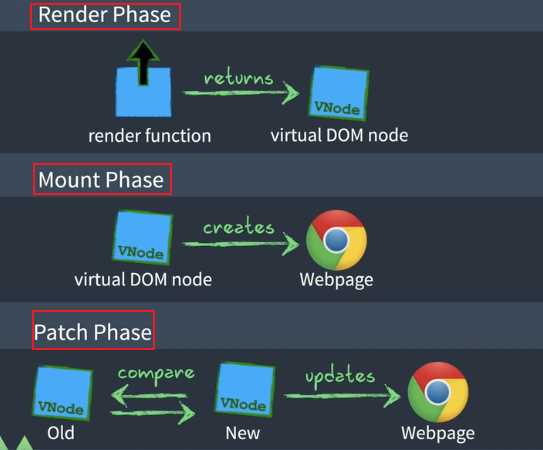 Render Phase
returns
VNode
render function
virtual DOM node
Mount Phase
creates
VNode
virtual DOM node
Webpage
Patch Phase
compare
updates
VNode
VNode
Old
New
Webpage